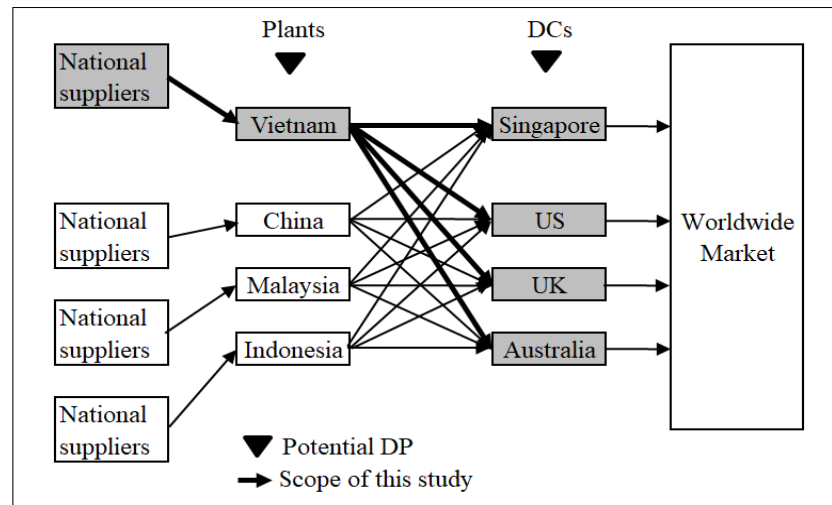 Plants
DCs
National
suppliers
Vietnam
Singapore
National
suppliers
China
US
Worldwide
Market
National
suppliers
Malaysia
UK
National
suppliers
Indonesia
Australia
Potential DP
Scope of this study